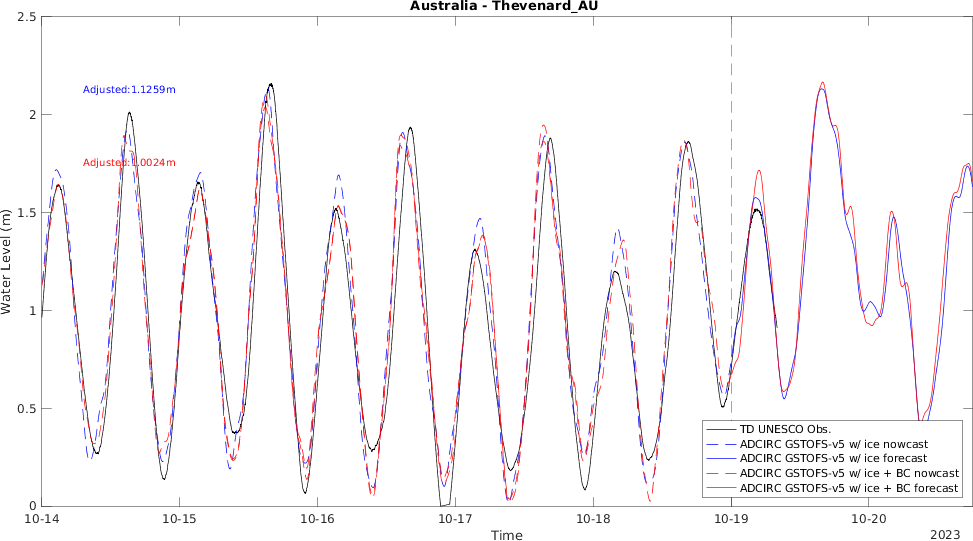 Australia - Thevenard_AU
2.5
2
1.5
1
0.5
0
Water Level (m)
Adjusted:1.1259m
Adjusted:1.0024m
TD UNESCO Obs.
ADCIRC GSTOFS-v5 w/ ice nowcast
ADCIRC GSTOFS-v5 w/ ice forecast
ADCIRC GSTOFS-v5 w/ ice + BC nowcast
ADCIRC GSTOFS-v5 w/ ice + BC forecast
10-14 10-15 10-16 10-17 10-18 10-19 10-20
Time
2023